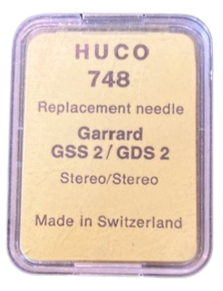 HUCO
748
Replacement needle
Garrard
GSS 2 / GDS 2
Stereo/Stereo
Made in Switzerland